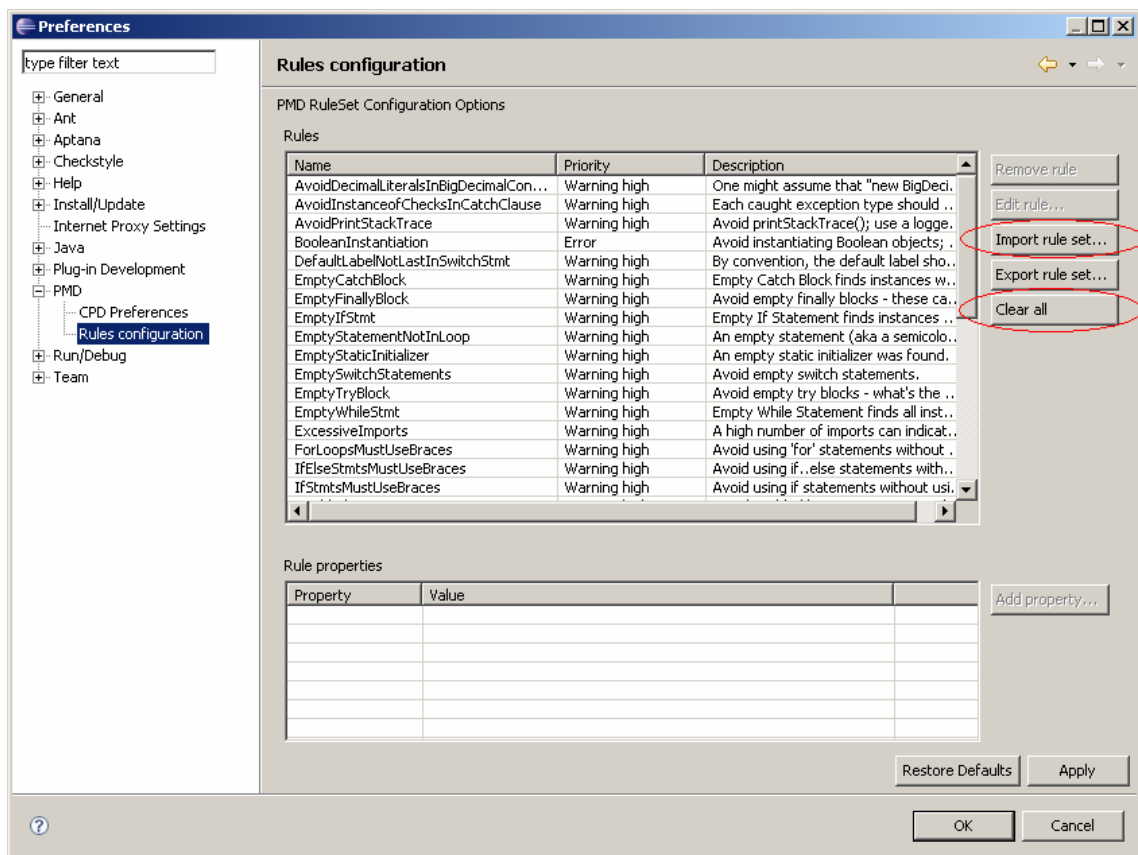 Preferences
type filter text
General
Ant
Aptana
Checkstyle
Help
Install/Update
Internet Proxy Settings
Java
Plug-in Development
PMD
CPD Preferences
Rules configuration
Run/Debug
Team
Rules configuration
PMD RuleSet Configuration Options
Rules
Name Priority Description
AvoidDecimalLiteralsInBigDecimalCon... Warning high One might assume that "new BigDeci.
AvoidInstanceofChecksInCatchClause Warning high Each caught exception type should ..
AvoidPrintStackTrace Warning high Avoid printStackTrace(); use a logge.
BooleanInstantiation Error Avoid instantiating Boolean objects; .
DefaultLabelNotLastInSwitchStmt Warning high By convention, the default label sho..
EmptyCatchBlock Warning high Empty Catch Block finds instances w..
EmptyFinallyBlock Warning high Avoid empty finally blocks - these ca..
EmptyIfStmt Warning high Empty If Statement finds instances ..
EmptyStatementNotInLoop Warning high An empty statement (aka a semicolo..
EmptyStaticInitializer Warning high An empty static initializer was found.
EmptySwitchStatements Warning high Avoid empty switch statements.
EmptyTryBlock Warning high Avoid empty try blocks - what's the ..
EmptyWhileStmt Warning high Empty While Statement finds all inst..
ExcessiveImports Warning high A high number of imports can indicat..
ForLoopsMustUseBraces Warning high Avoid using 'for' statements without .
IfElseStmtsMustUseBraces Warning high Avoid using if..else statements with..
IfStmtsMustUseBraces Warning high Avoid using if statements without usi.
Remove rule
Edit rule...
Import rule set...
Export rule set...
Clear all
Rule properties
Property Value
Add property...
Restore Defaults Apply
? OK Cancel